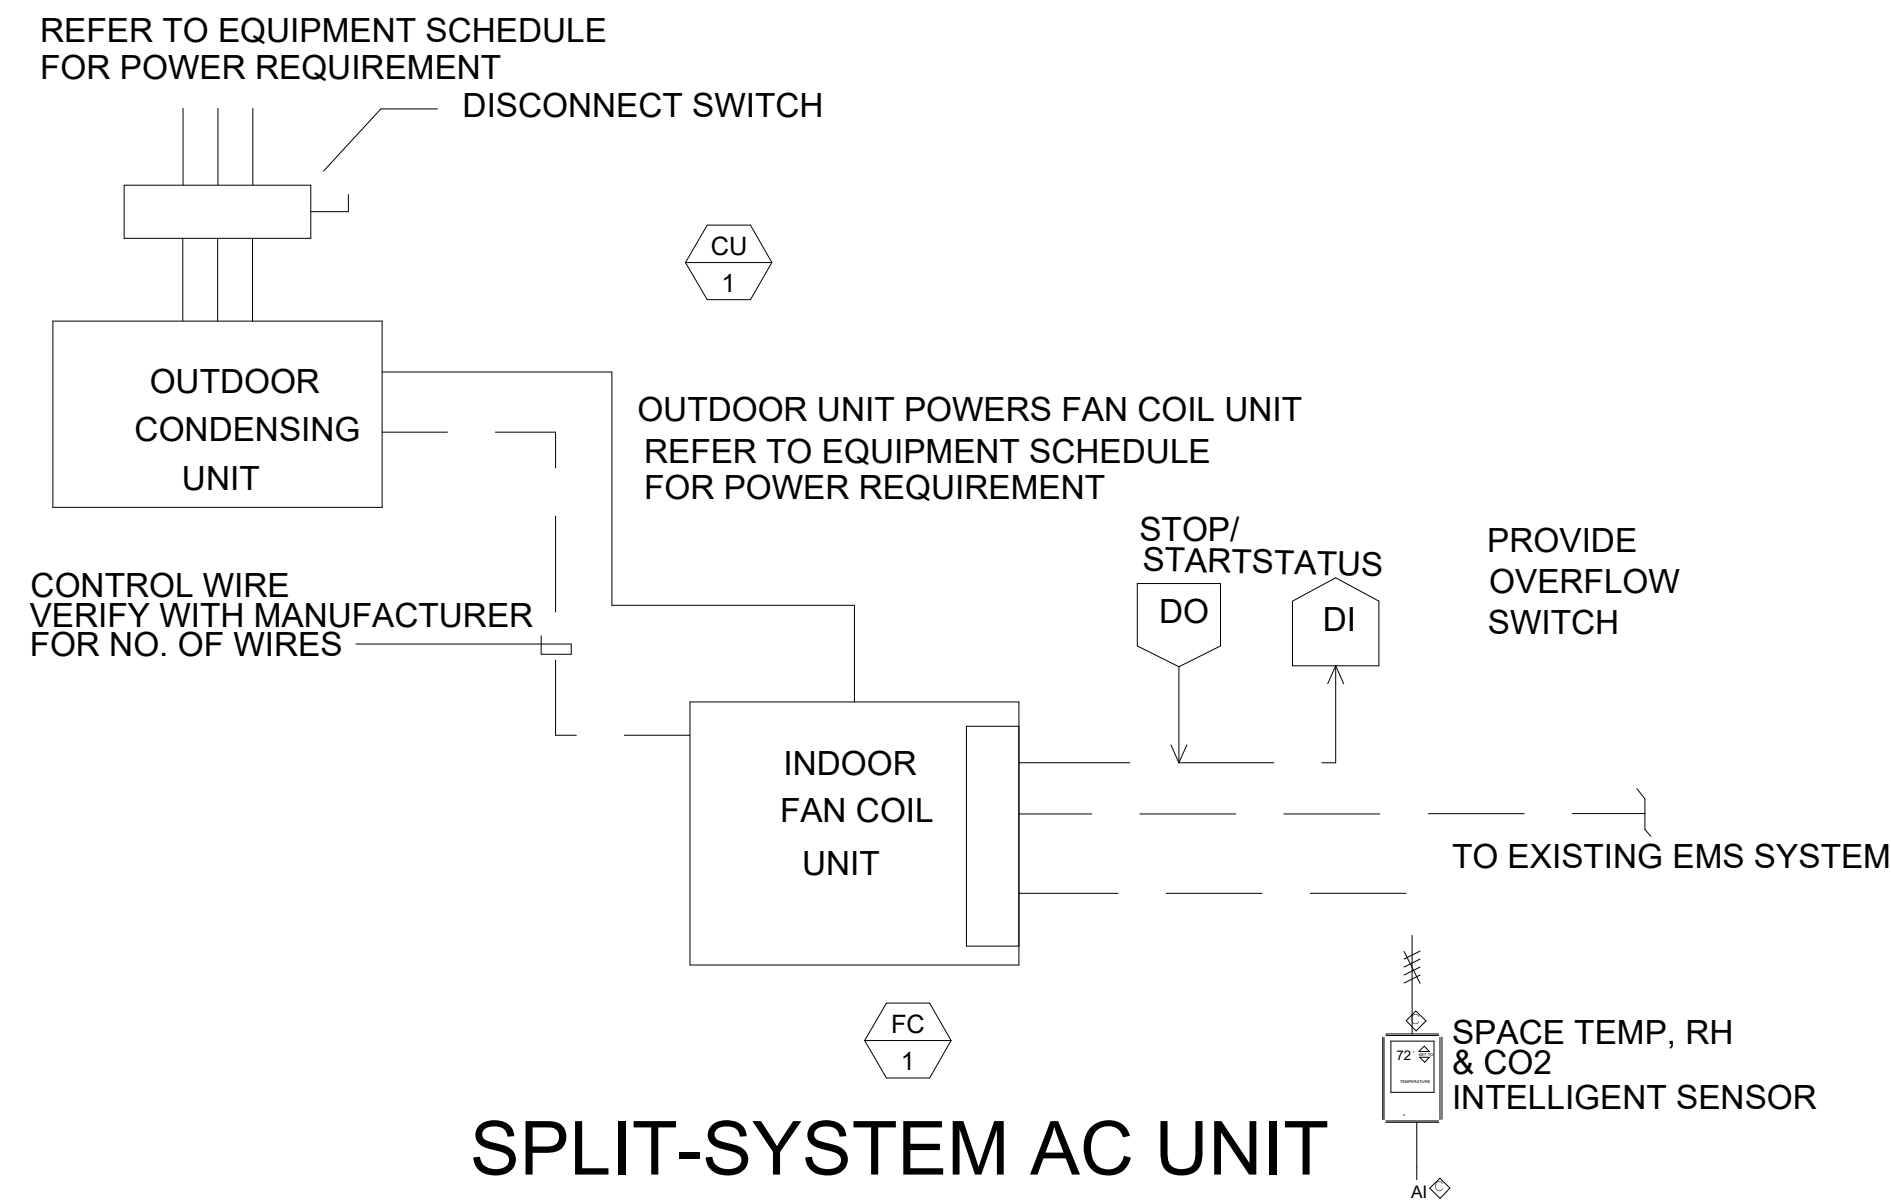 REFER TO EQUIPMENT SCHEDULE
FOR POWER REQUIREMENT
DISCONNECT SWITCH
CU
1
OUTDOOR
CONDENSING
UNIT
OUTDOOR UNIT POWERS FAN COIL UNIT
REFER TO EQUIPMENT SCHEDULE
FOR POWER REQUIREMENT
CONTROL WIRE
VERIFY WITH MANUFACTURER
FOR NO. OF WIRES
STOP/
START
STATUS
DO
DI
PROVIDE
OVERFLOW
SWITCH
INDOOR
FAN COIL
UNIT
TO EXISTING EMS SYSTEM
FC
1
C
72
TEMPERATURE
SPACE TEMP, RH
& CO2
INTELLIGENT SENSOR
AI
C
SPLIT-SYSTEM AC UNIT